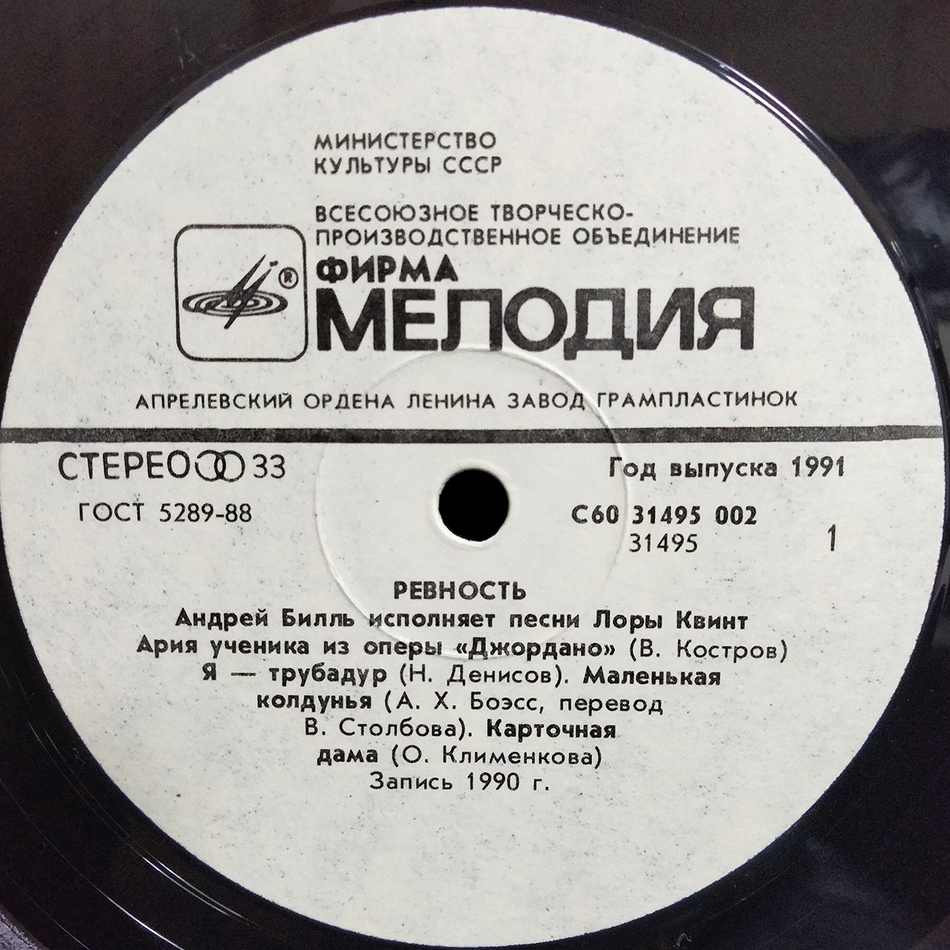 МИНИСТЕРСТВО
КУЛЬТУРЫ СССР
ВСЕСОЮЗНОЕ ТВОРЧЕСКО-
ПРОИЗВОДСТВЕННОЕ ОБЪЕДИНЕНИЕ
®
ФИРМА
МЕЛОДИЯ
АПРЕЛЕВСКИЙ ОРДЕНА ЛЕНИНА ЗАВОД ГРАМПЛАСТИНОК
СТЕРЕО 33
Год выпуска 1991
ГОСТ 5289-88
С60 31495 002
31495
1
РЕВНОСТЬ
Андрей Билль исполняет песни Лоры Квинт
Ария ученика из оперы «Джордано» (В. Костров)
Я — трубадур (Н. Денисов). Маленькая
колдунья (А. Х. Боэсс, перевод
В. Столбова). Карточная
дама (О. Клименкова)
Запись 1990 г.